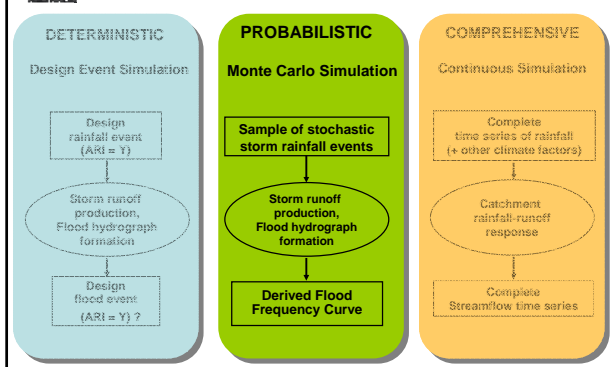 DETERMINISTIC
Design Event Simulation
Design
rainfall event
(ARI = Y)
Storm runoff
production,
Flood hydrograph
formation
Design
flood event
(ARI = Y) ?
PROBABILISTIC
Monte Carlo Simulation
Sample of stochastic
storm rainfall events
Storm runoff
production,
Flood hydrograph
formation
Derived Flood
Frequency Curve
COMPREHENSIVE
Continuous Simulation
Complete
time series of rainfall
(+ other climate factors)
Catchment
rainfall-runoff
response
Complete
Streamflow time series